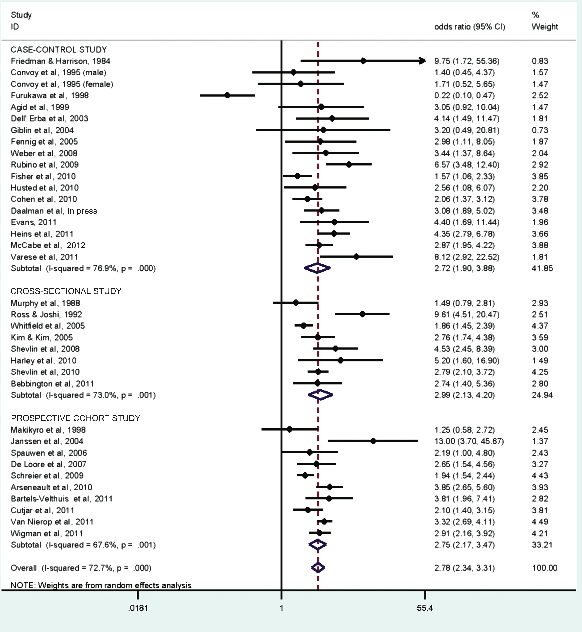 Study %
ID odds ratio (95% CI) Weight
CASE-CONTROL STUDY
Friedman & Harrison, 1984 9.75 (1.72, 55.36) 0.83
Convoy et al, 1995 (male) 1.40 (0.45, 4.37) 1.57
Convoy et al, 1995 (female) 1.71 (0.52, 5.65) 1.47
Furukawa et al, 1998 0.22 (0.10, 0.47) 2.52
Agid et al, 1999 3.05 (0.92, 10.04) 1.47
Dell' Erba et al, 2003 4.14 (1.49, 11.47) 1.81
Giblin et al, 2004 3.20 (0.49, 20.81) 0.73
Fennig et al, 2005 2.98 (1.11, 8.05) 1.87
Weber et al, 2008 3.44 (1.37, 8.64) 2.04
Rubino et al, 2009 6.57 (3.48, 12.40) 2.92
Fisher et al, 2010 1.57 (1.06, 2.33) 3.85
Husted et al, 2010 2.56 (1.08, 6.07) 2.20
Cohen et al, 2010 2.06 (1.37, 3.12) 3.78
Daalman et al, in press 3.08 (1.89, 5.02) 3.48
Evans, 2011 4.40 (1.69, 11.44) 1.96
Heins et al, 2011 4.35 (2.79, 6.78) 3.66
McCabe et al, 2012 2.87 (1.95, 4.22) 3.88
Varese et al, 2011 8.12 (2.92, 22.52) 1.81
Subtotal (I-squared = 76.9%, p = .000) 2.72 (1.90, 3.88) 41.85
CROSS-SECTIONAL STUDY
Murphy et al, 1988 1.49 (0.79, 2.81) 2.93
Ross & Joshi, 1992 9.61 (4.51, 20.47) 2.51
Whitfield et al, 2005 1.86 (1.45, 2.39) 4.37
Kim & Kim, 2005 2.76 (1.74, 4.38) 3.59
Shevlin et al, 2008 4.53 (2.45, 8.39) 3.00
Harley et al, 2010 5.20 (1.60, 16.90) 1.49
Shevlin et al, 2010 2.79 (2.10, 3.72) 4.25
Bebbington et al, 2011 2.74 (1.40, 5.36) 2.80
Subtotal (I-squared = 73.0%, p = .001) 2.99 (2.13, 4.20) 24.94
PROSPECTIVE COHORT STUDY
Makikyro et al, 1998 1.25 (0.58, 2.72) 2.45
Janssen et al, 2004 13.00 (3.70, 45.67) 1.37
Spauwen et al, 2006 2.19 (1.00, 4.80) 2.43
De Loore et al, 2007 2.65 (1.54, 4.56) 3.27
Schreier et al, 2009 1.94 (1.54, 2.44) 4.43
Arseneault et al, 2010 3.85 (2.65, 5.60) 3.93
Bartels-Velthuis et al, 2011 3.81 (1.96, 7.41) 2.82
Cutjar et al, 2011 2.10 (1.40, 3.15) 3.81
Van Nierop et al, 2011 3.32 (2.69, 4.11) 4.49
Wigman et al, 2011 2.91 (2.16, 3.92) 4.21
Subtotal (I-squared = 67.6%, p = .001) 2.75 (2.17, 3.47) 33.21
Overall (I-squared = 72.7%, p = .000) 2.78 (2.34, 3.31) 100.00
NOTE: Weights are from random effects analysis
.0181 1 55.4